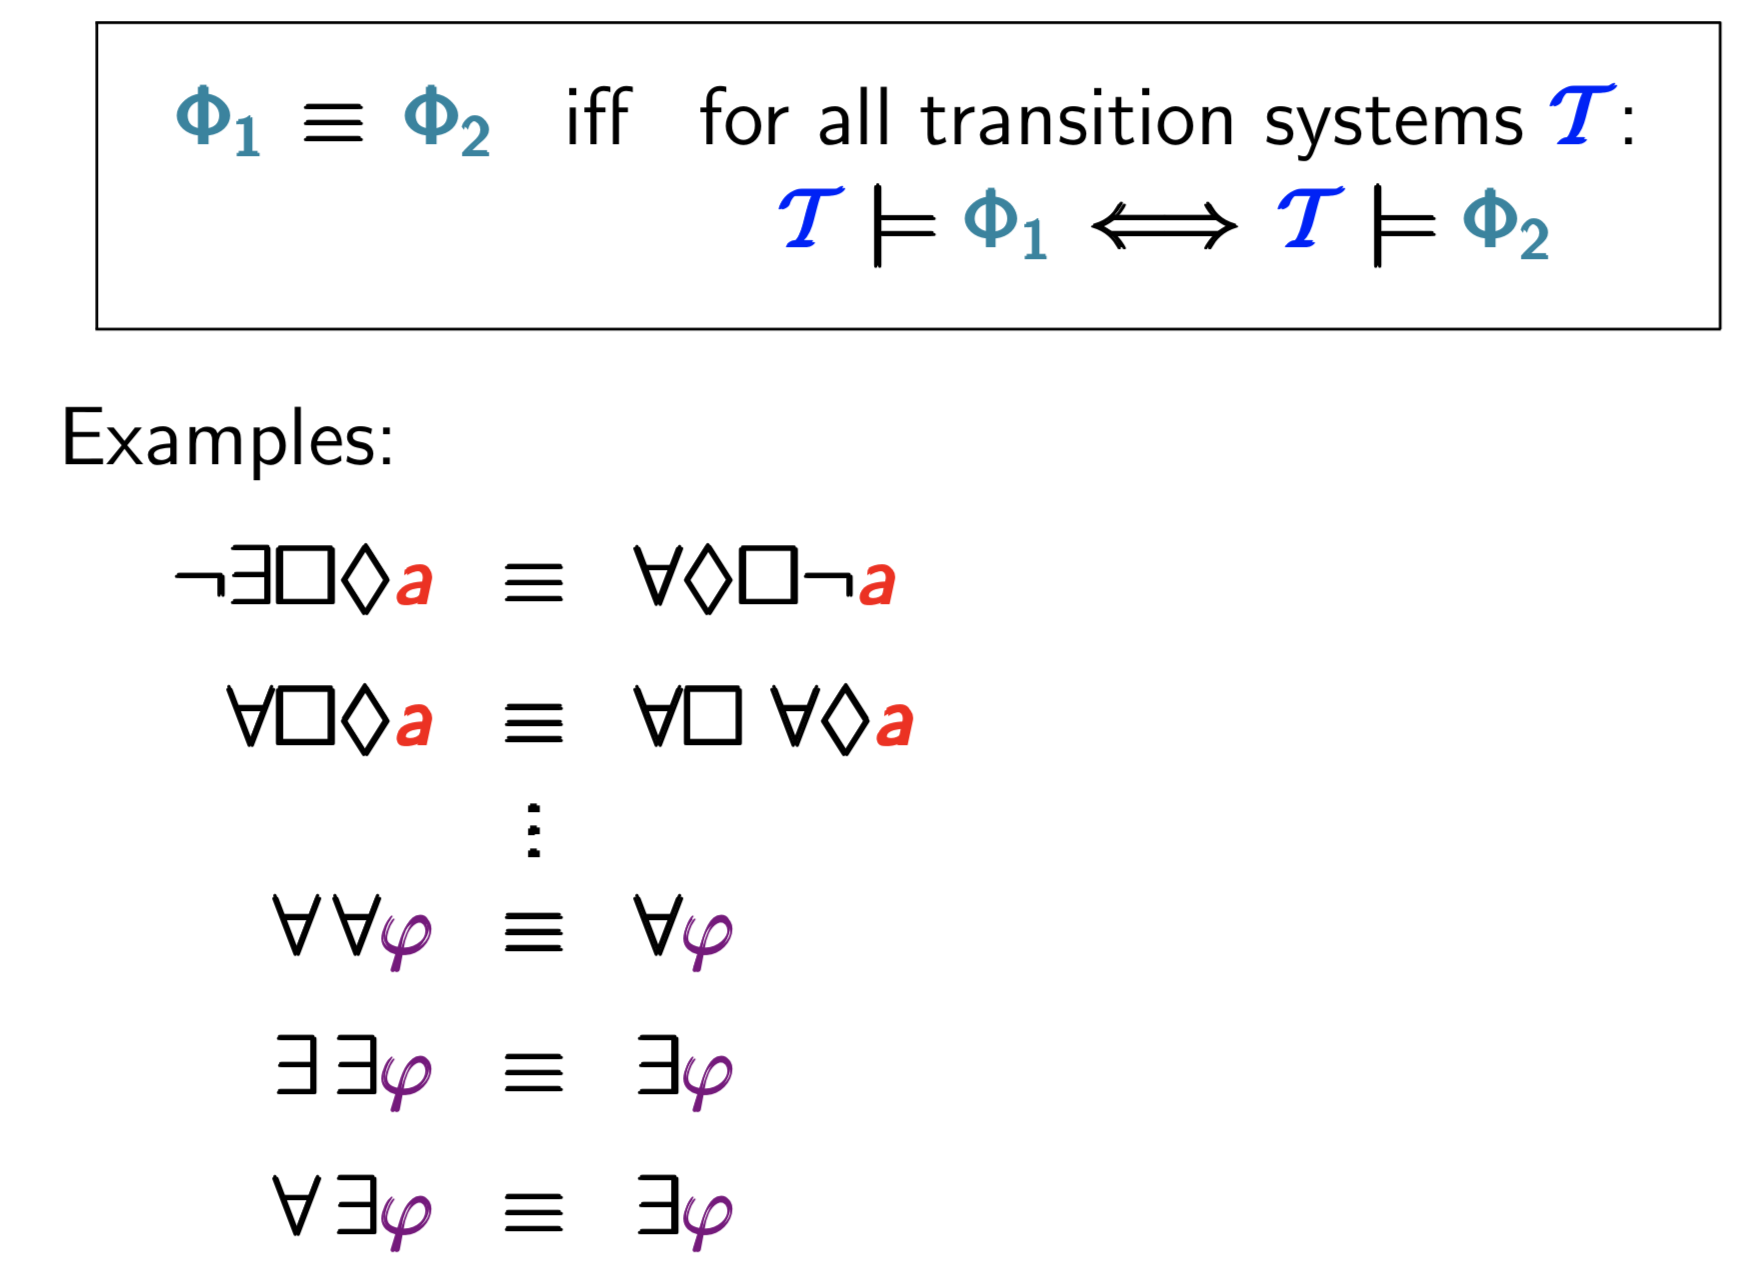 Φ₁ ≡ Φ₂ iff for all transition systems 𝒯:
𝒯 ⊨ Φ₁ ⟺ 𝒯 ⊨ Φ₂
Examples:
¬∃□◊a ≡ ∀◊□¬a
∀□◊a ≡ ∀□ ∀◊a
⋮
∀∀φ ≡ ∀φ
∃∃φ ≡ ∃φ
∀∃φ ≡ ∃φ